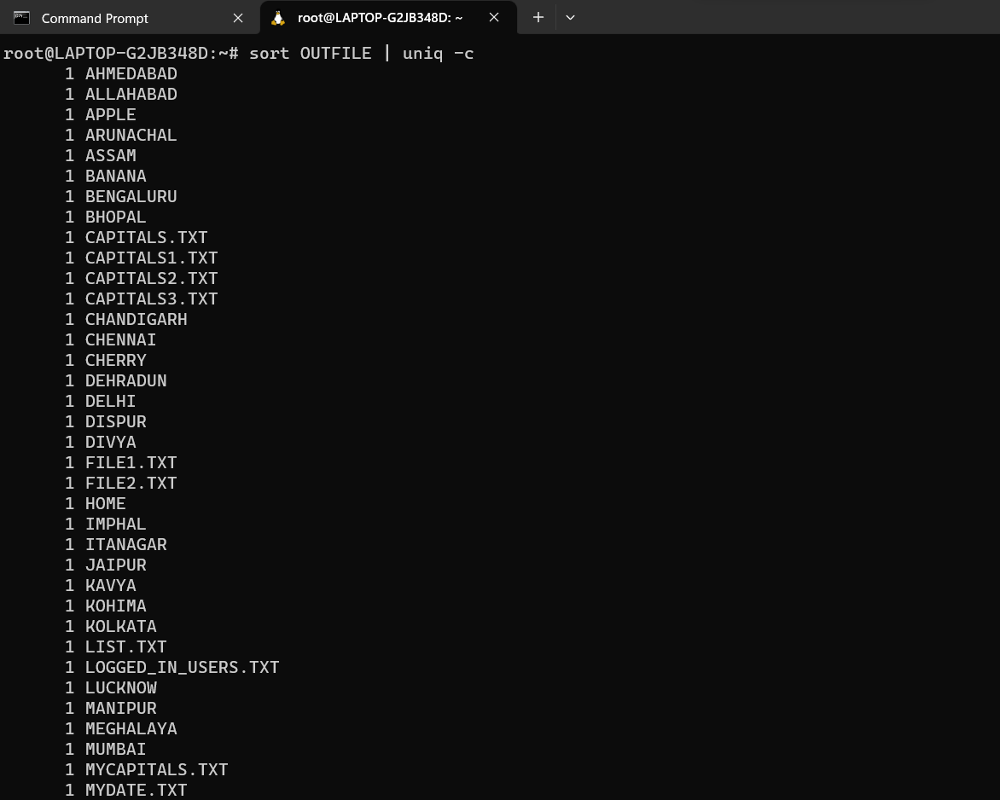 Command Prompt
root@LAPTOP-G2JB348D: ~
root@LAPTOP-G2JB348D:~# sort OUTFILE | uniq -c
1 AHMEDABAD
1 ALLAHABAD
1 APPLE
1 ARUNACHAL
1 ASSAM
1 BANANA
1 BENGALURU
1 BHOPAL
1 CAPITALS.TXT
1 CAPITALS1.TXT
1 CAPITALS2.TXT
1 CAPITALS3.TXT
1 CHANDIGARH
1 CHENNAI
1 CHERRY
1 DEHRADUN
1 DELHI
1 DISPUR
1 DIVYA
1 FILE1.TXT
1 FILE2.TXT
1 HOME
1 IMPHAL
1 ITANAGAR
1 JAIPUR
1 KAVYA
1 KOHIMA
1 KOLKATA
1 LIST.TXT
1 LOGGED_IN_USERS.TXT
1 LUCKNOW
1 MANIPUR
1 MEGHALAYA
1 MUMBAI
1 MYCAPITALS.TXT
1 MYDATE.TXT